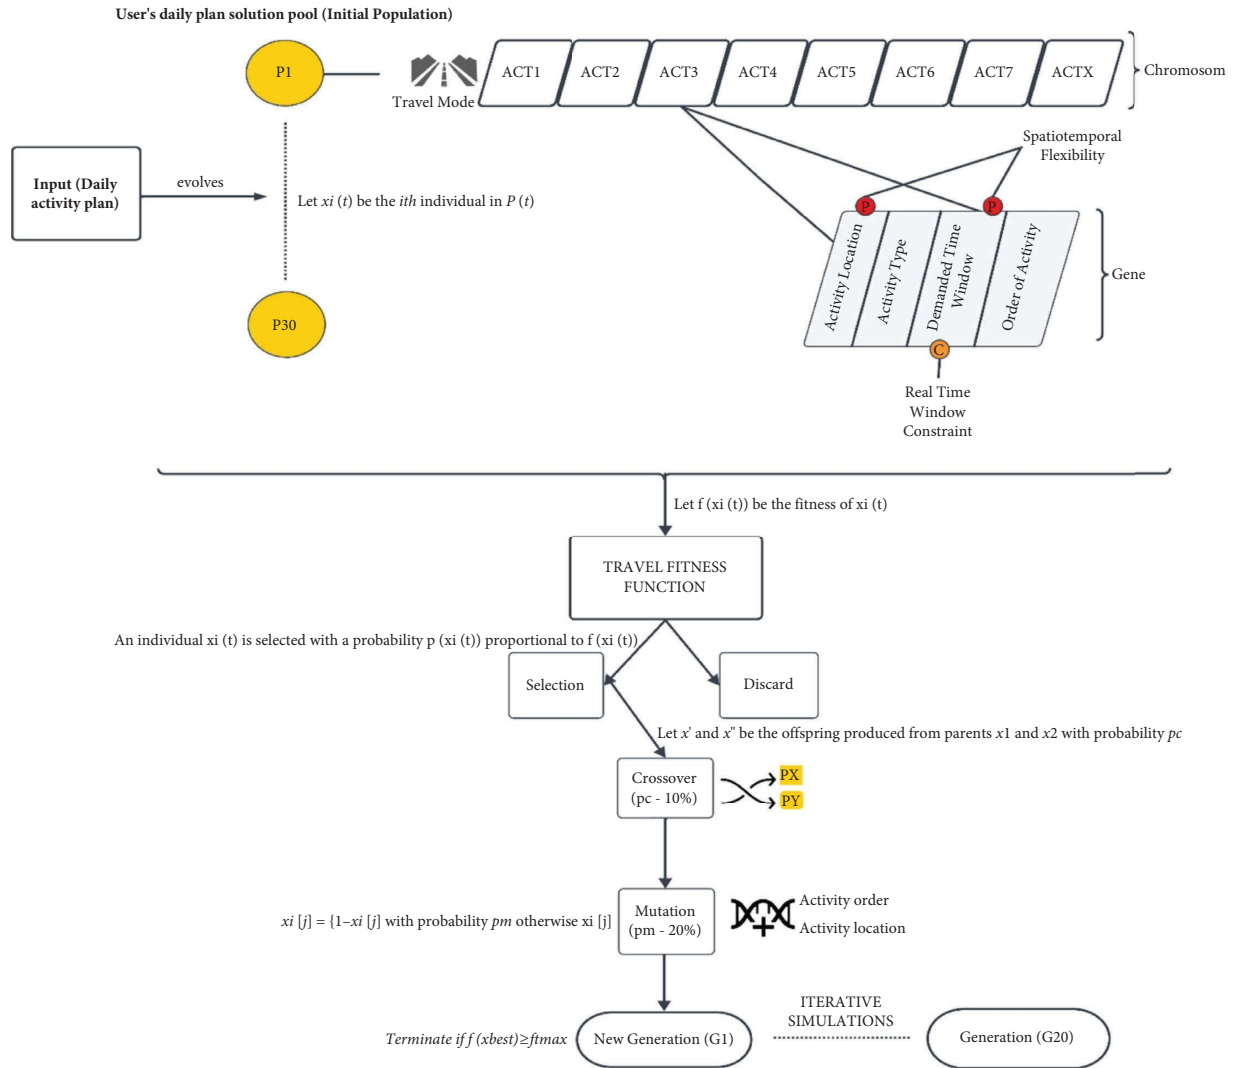 User's daily plan solution pool (Initial Population)
P1
Travel Mode
ACT1
ACT2
ACT3
ACT4
ACT5
ACT6
ACT7
ACTX
Chromosom
Spatiotemporal
Flexibility
Input (Daily
activity plan)
evolves
Let xi (t) be the ith individual in P (t)
P
P
Activity Location
Activity Type
Demanded Time
Window
Order of Activity
Gene
P30
C
Real Time
Window
Constraint
Let f (xi (t)) be the fitness of xi (t)
TRAVEL FITNESS
FUNCTION
An individual xi (t) is selected with a probability p (xi (t)) proportional to f (xi (t))
Selection
Discard
Let x' and x" be the offspring produced from parents x1 and x2 with probability pc
Crossover
(pc - 10%)
PX
PY
xi [j] = {1–xi [j] with probability pm otherwise xi [j]
Mutation
(pm - 20%)
Activity order
Activity location
Terminate if f (xbest)≥ftmax
New Generation (G1)
ITERATIVE
SIMULATIONS
Generation (G20)